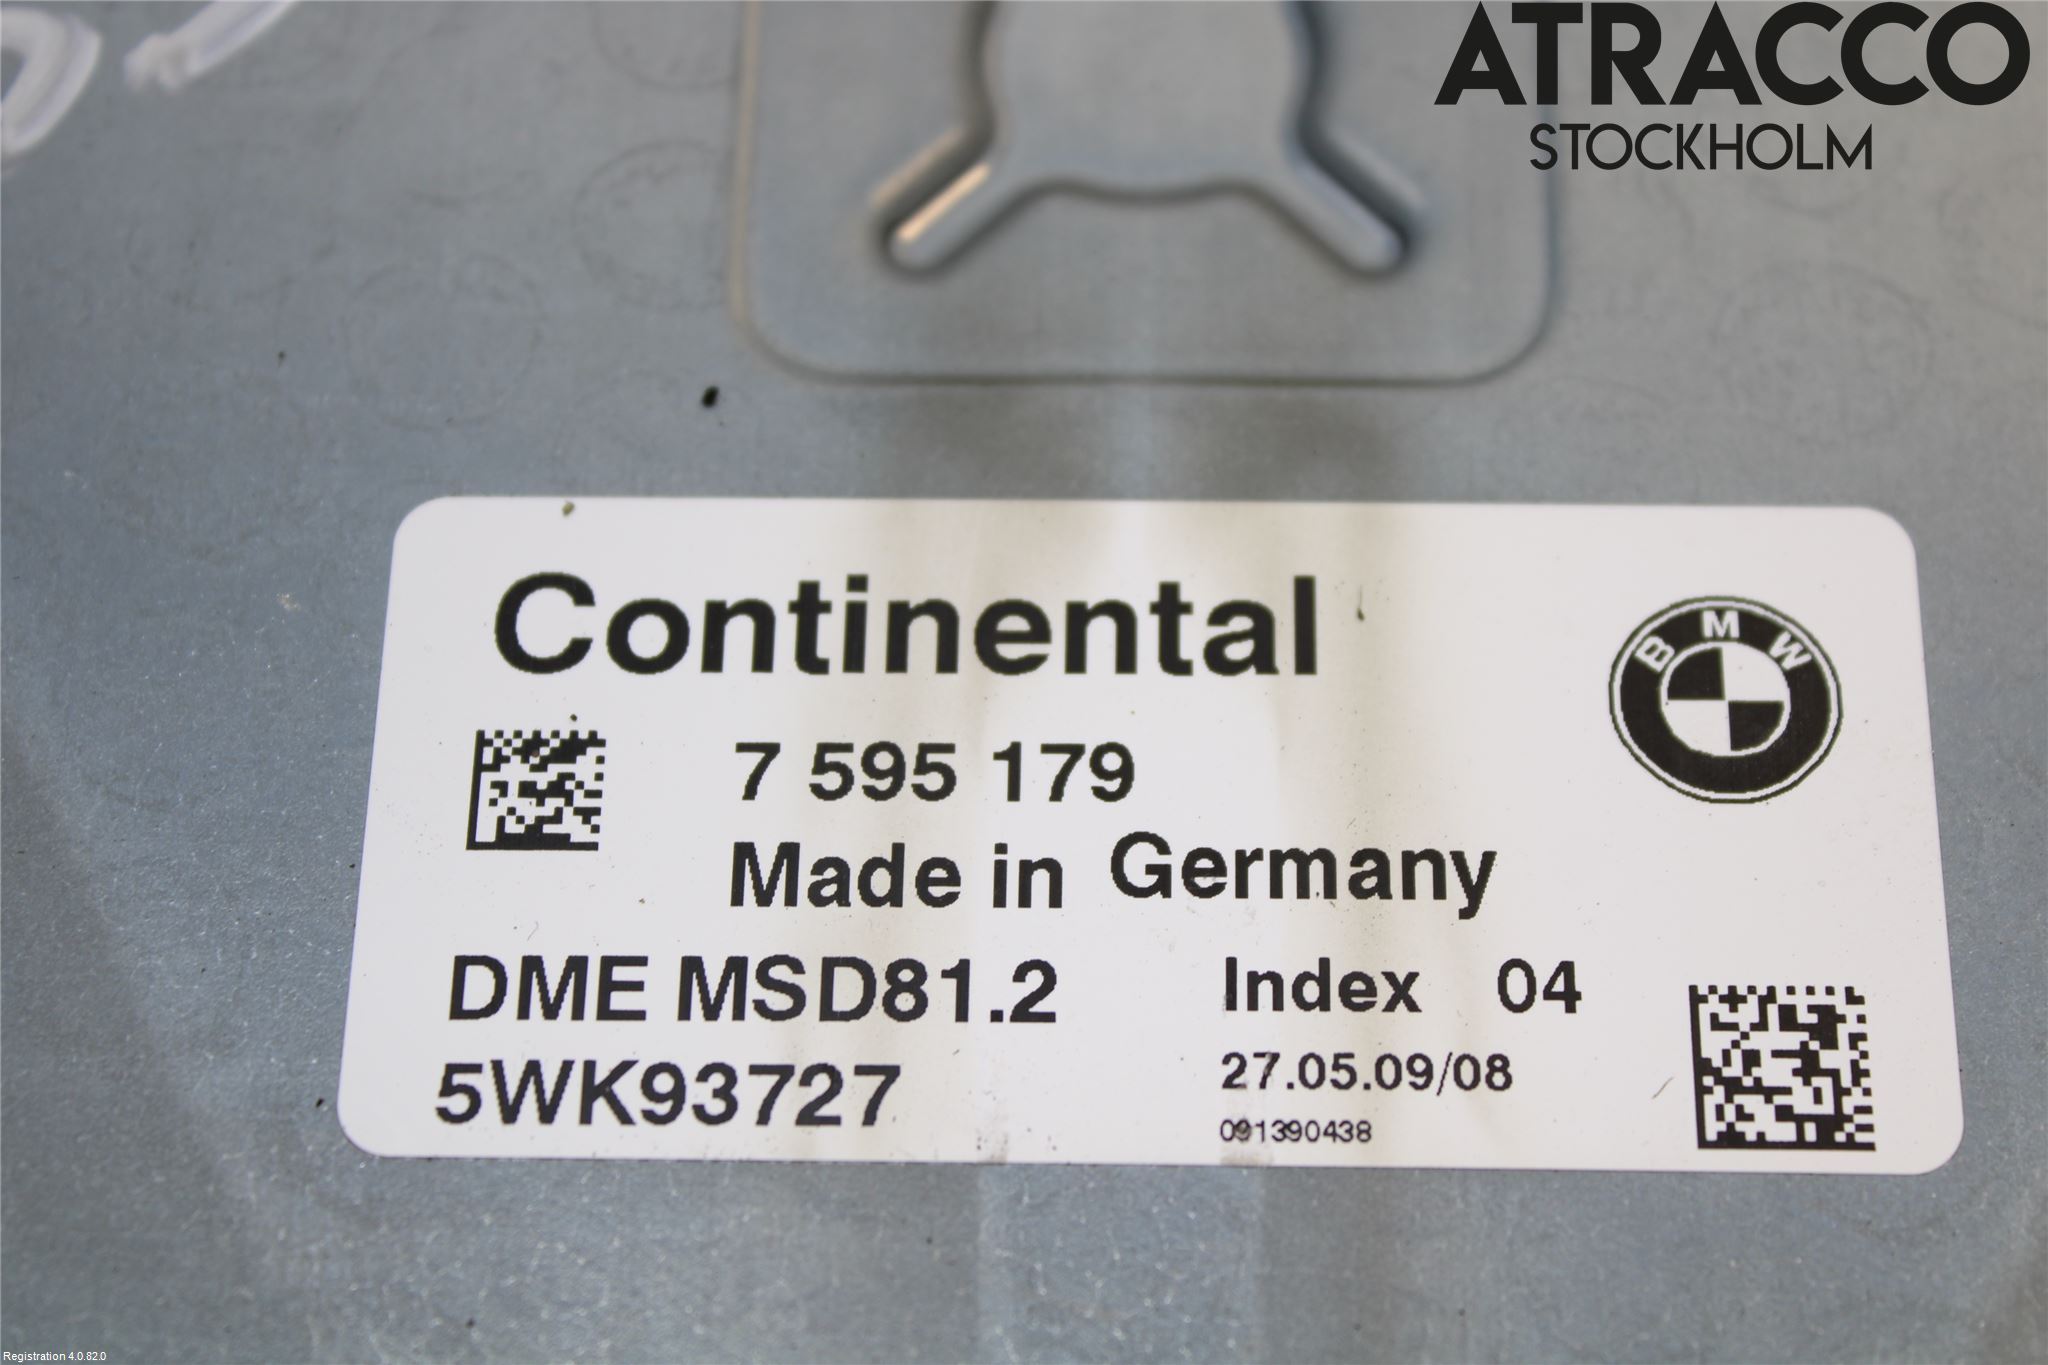 ATRACCO
STOCKHOLM
Continental
BMW
7 595 179
Made in Germany
DME MSD81.2 Index 04
5WK93727 27.05.09/08
091390438
Registration 4.0.82.0